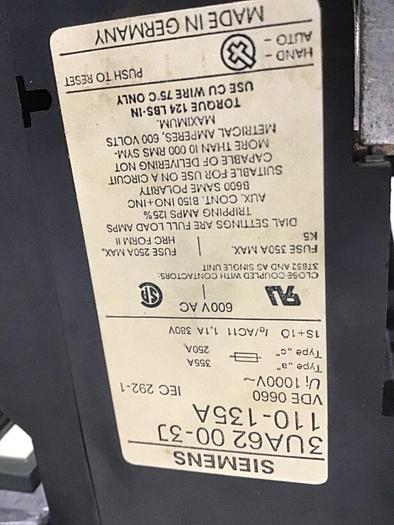 SIEMENS
3UA62 00-3J
110-135A
VDE 0660 IEC 292-1
Ui 1000V~
Type „a" 355A
Type „c" 250A
1S+1Ö Ie/AC11 1,1A 380V
600V AC
CLOSE-COUPLED WITH CONTACTORS:
3TB52 AND AS SINGLE UNIT
FUSE 350A MAX. FUSE 250A MAX,
K5 HRC FORM II
DIAL SETTINGS ARE FULL LOAD AMPS
TRIPPING AMPS 125%
AUX. CONT. B150 INO+INC
B600 SAME POLARITY
SUITABLE FOR USE ON A CIRCUIT
CAPABLE OF DELIVERING NOT
MORE THAN 10 000 RMS SYM-
METRICAL AMPERES, 600 VOLTS
MAXIMUM.
TORQUE 124 LBS-IN
USE CU WIRE 75°C ONLY
HAND - PUSH TO RESET
AUTO -
MADE IN GERMANY